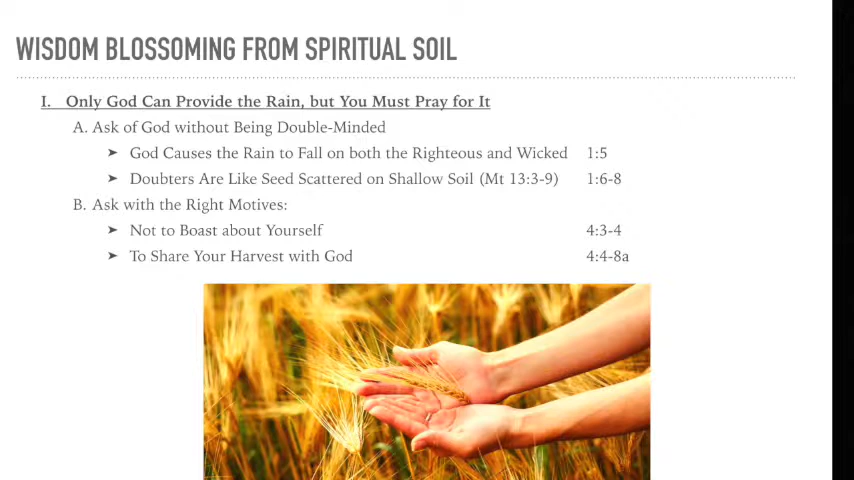 WISDOM BLOSSOMING FROM SPIRITUAL SOIL
I. Only God Can Provide the Rain, but You Must Pray for It
A. Ask of God without Being Double-Minded
➤ God Causes the Rain to Fall on both the Righteous and Wicked 1:5
➤ Doubters Are Like Seed Scattered on Shallow Soil (Mt 13:3-9) 1:6-8
B. Ask with the Right Motives:
➤ Not to Boast about Yourself 4:3-4
➤ To Share Your Harvest with God 4:4-8a